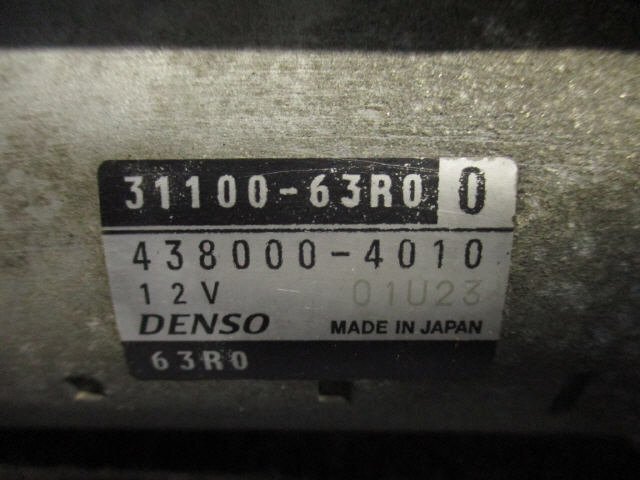 31100-63R0 0
438000-4010
12V 01U23
DENSO MADE IN JAPAN
63R0